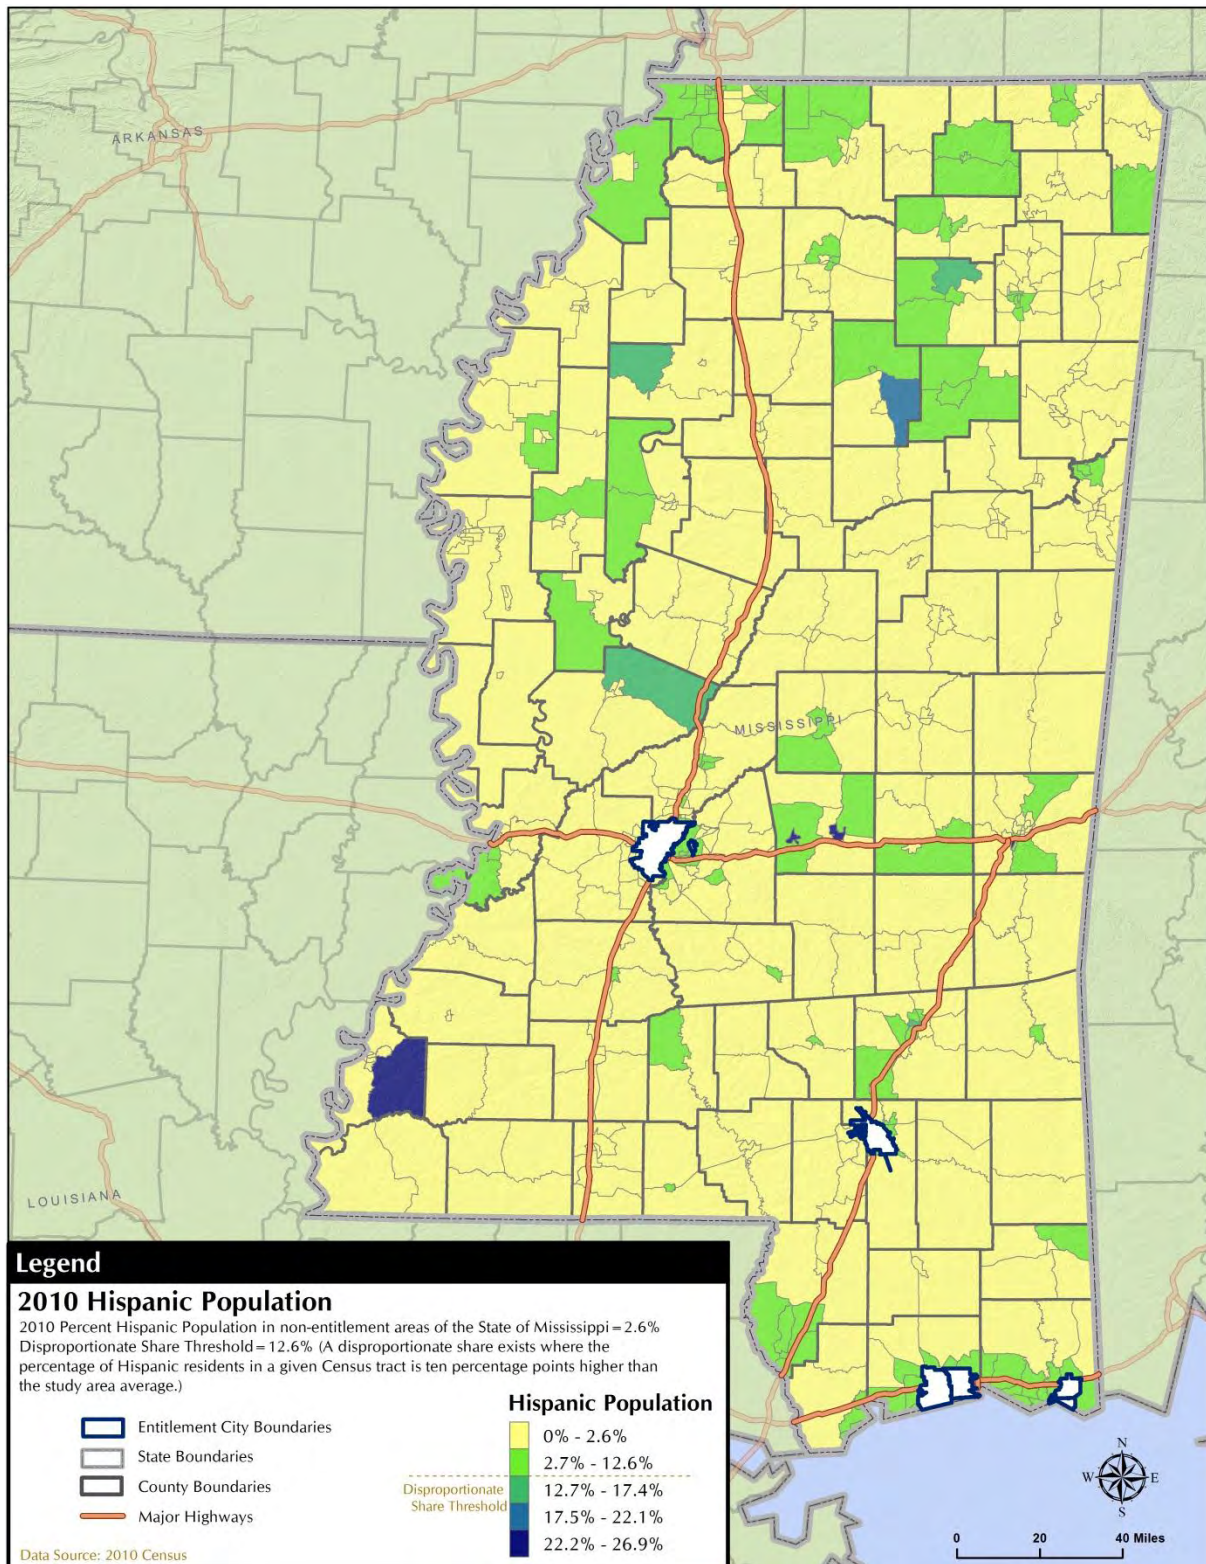 ARKANSAS
MISSISSIPPI
LOUISIANA
Legend
2010 Hispanic Population
2010 Percent Hispanic Population in non-entitlement areas of the State of Mississippi=2.6%
Disproportionate Share Threshold=12.6% (A disproportionate share exists where the
percentage of Hispanic residents in a given Census tract is ten percentage points higher than
the study area average.)
Entitlement City Boundaries
State Boundaries
County Boundaries
Major Highways
Data Source: 2010 Census
Hispanic Population
0% - 2.6%
2.7% - 12.6%
Disproportionate
Share Threshold
12.7% - 17.4%
17.5% - 22.1%
22.2% - 26.9%
N
W E
S
0 20 40 Miles